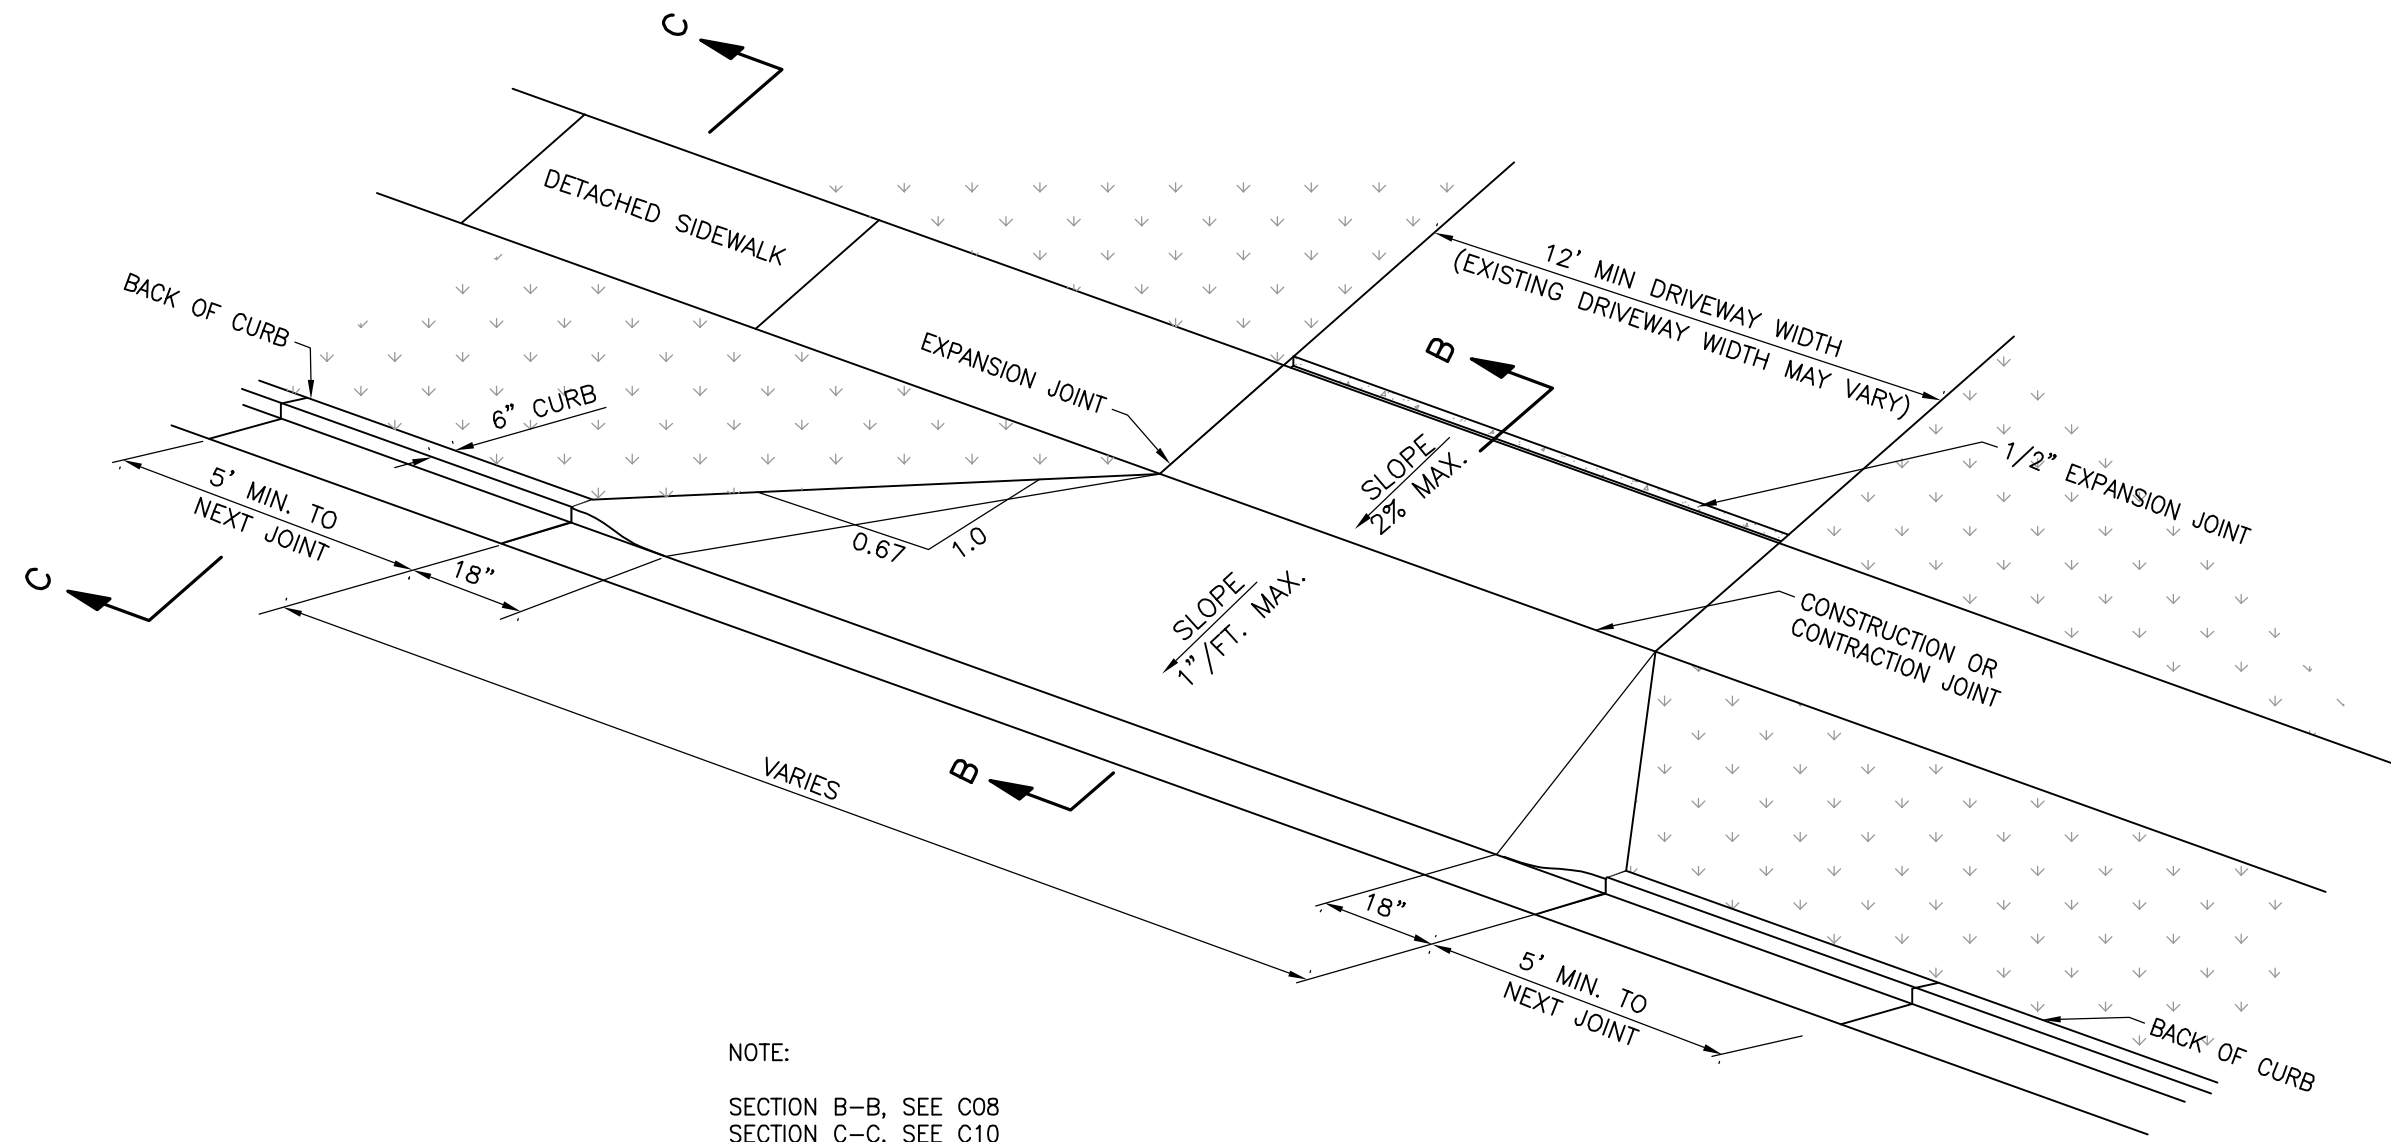 C
DETACHED SIDEWALK
BACK OF CURB
12' MIN DRIVEWAY WIDTH
(EXISTING DRIVEWAY WIDTH MAY VARY)
EXPANSION JOINT
B
6" CURB
1/2" EXPANSION JOINT
SLOPE
2% MAX.
5' MIN. TO
NEXT JOINT
0.67
1.0
18"
C
SLOPE
1"/FT. MAX.
CONSTRUCTION OR
CONTRACTION JOINT
VARIES
B
18"
5' MIN. TO
NEXT JOINT
BACK OF CURB
NOTE:
SECTION B-B, SEE C08
SECTION C-C, SEE C10